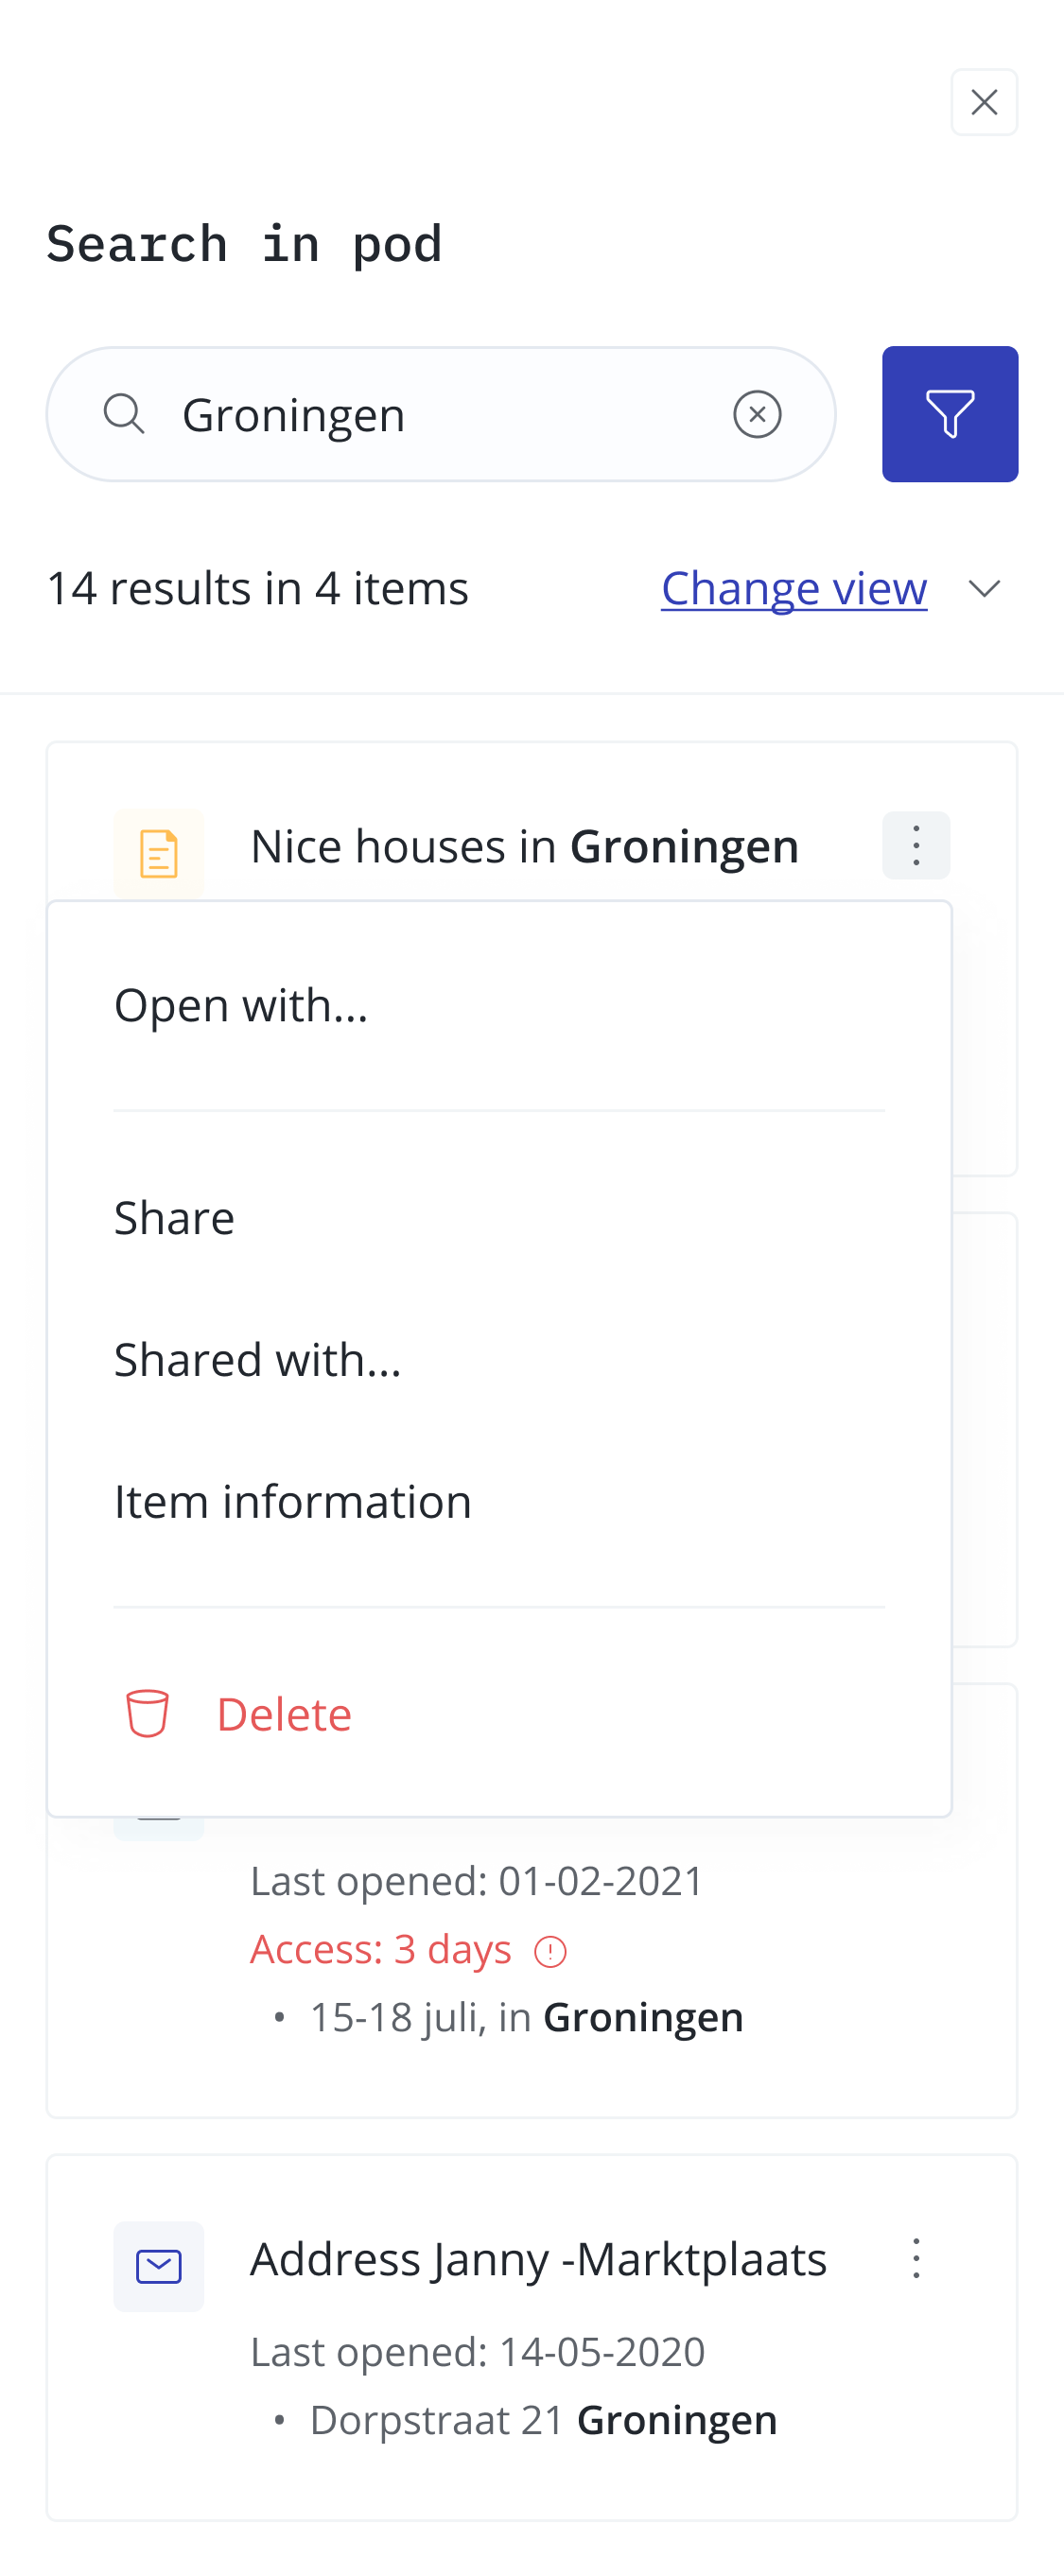 Search in pod
Groningen
14 results in 4 items
Change view
Nice houses in Groningen
Open with...
Share
Shared with...
Item information
Delete
Last opened: 01-02-2021
Access: 3 days
• 15-18 juli, in Groningen
Address Janny -Marktplaats
Last opened: 14-05-2020
• Dorpstraat 21 Groningen